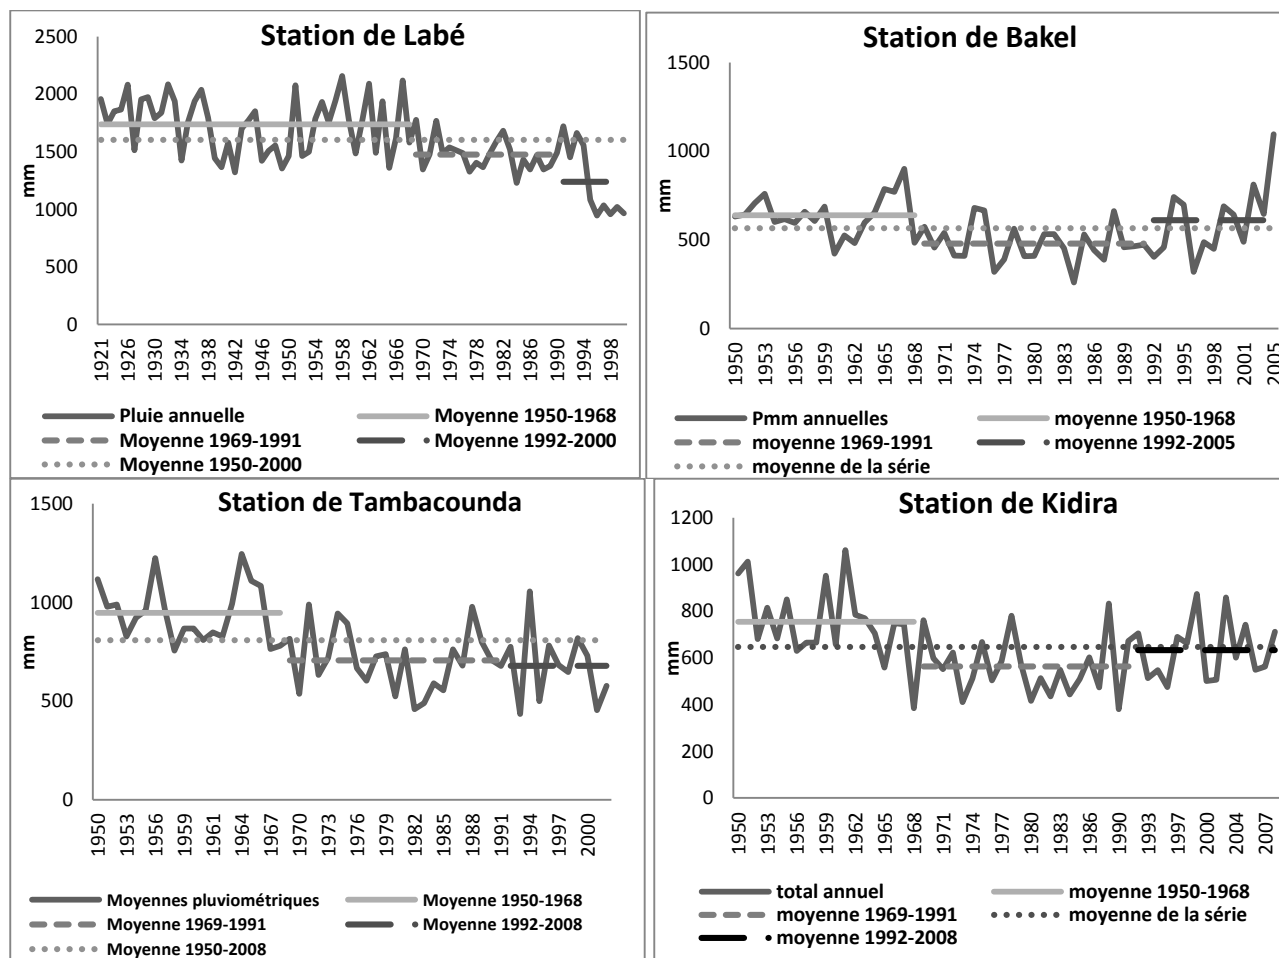 Station de Labé
2500
2000
1500
1000
500
0
mm
1921 1926 1930 1934 1938 1942 1946 1950 1954 1958 1962 1966 1970 1974 1978 1982 1986 1990 1994 1998
Pluie annuelle Moyenne 1950-1968
Moyenne 1969-1991 Moyenne 1992-2000
Moyenne 1950-2000
Station de Bakel
1500
1000
500
0
mm
1950 1953 1956 1959 1962 1965 1968 1971 1974 1977 1980 1983 1986 1989 1992 1995 1998 2001 2005
Pmm annuelles moyenne 1950-1968
moyenne 1969-1991 moyenne 1992-2005
moyenne de la série
Station de Tambacounda
1500
1000
500
0
mm
1950 1953 1956 1959 1961 1964 1967 1970 1973 1976 1979 1982 1985 1988 1991 1994 1997 2000
Moyennes pluviométriques Moyenne 1950-1968
Moyenne 1969-1991 Moyenne 1992-2008
Moyenne 1950-2008
Station de Kidira
1200
1000
800
600
400
200
0
mm
1950 1953 1956 1959 1962 1965 1968 1971 1974 1977 1980 1983 1986 1990 1993 1997 2000 2004 2007
total annuel moyenne 1950-1968
moyenne 1969-1991 moyenne de la série
moyenne 1992-2008